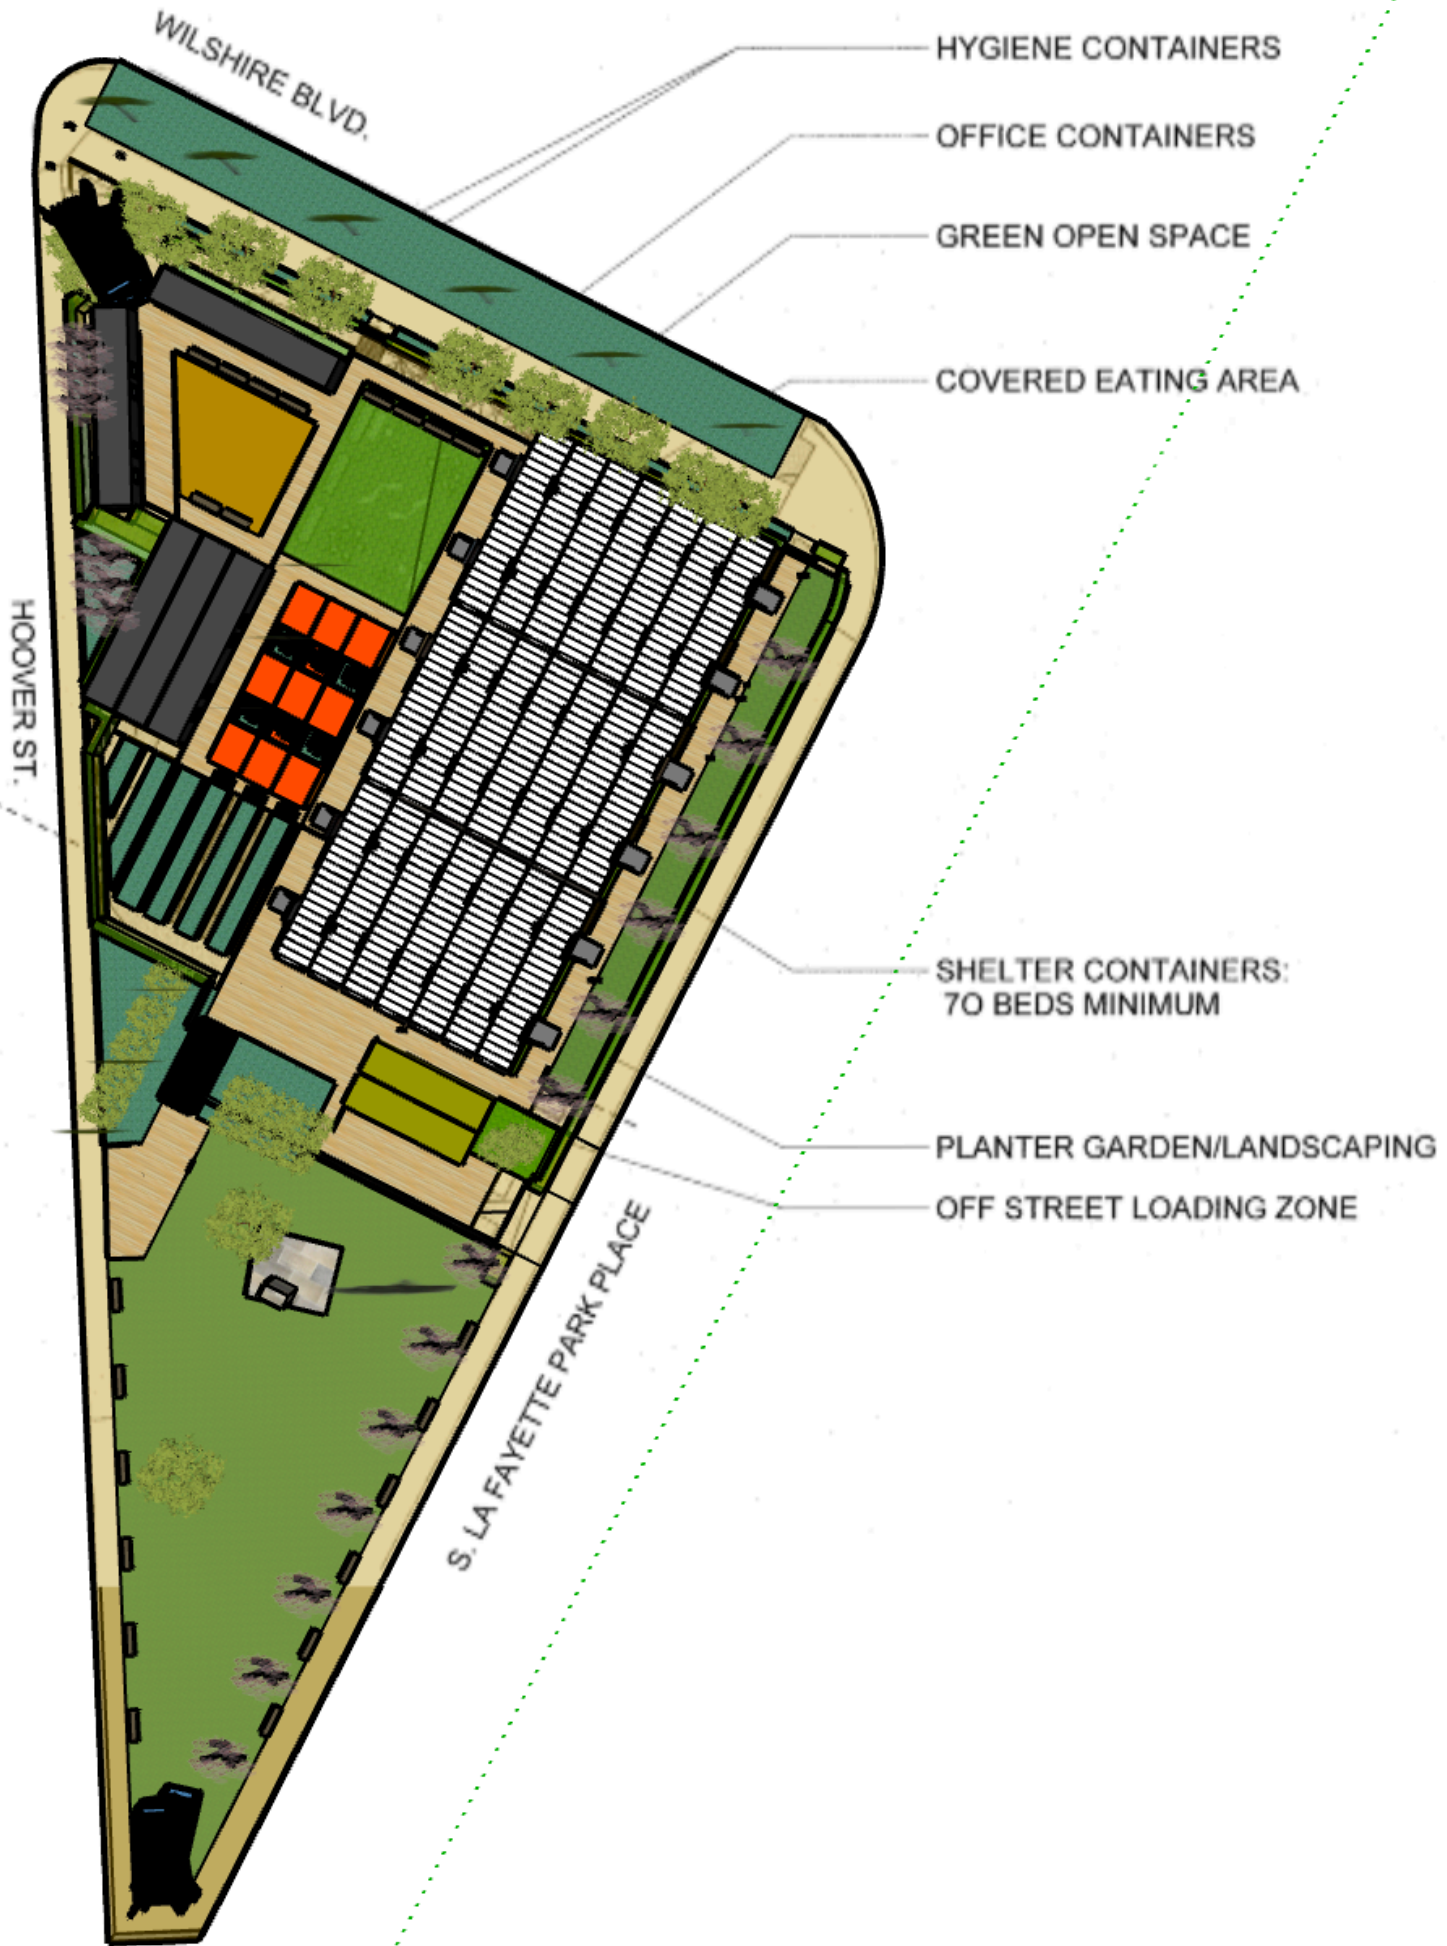 WILSHIRE BLVD.
HYGIENE CONTAINERS
OFFICE CONTAINERS
GREEN OPEN SPACE
COVERED EATING AREA
HOOVER ST.
SHELTER CONTAINERS:
7O BEDS MINIMUM
PLANTER GARDEN/LANDSCAPING
OFF STREET LOADING ZONE
S. LA FAYETTE PARK PLACE